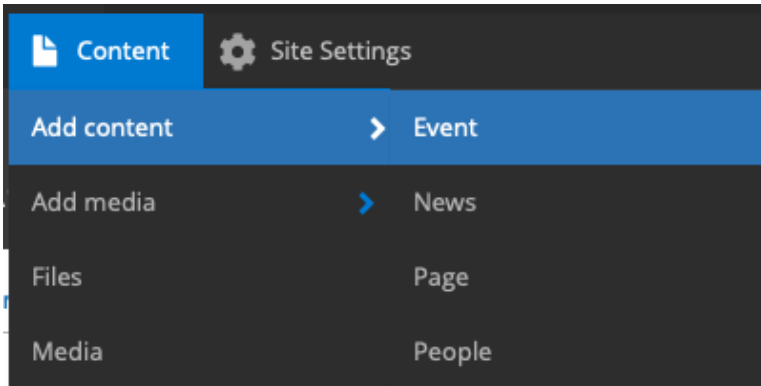 Content Site Settings
Add content Event
Add media News
Files Page
Media People